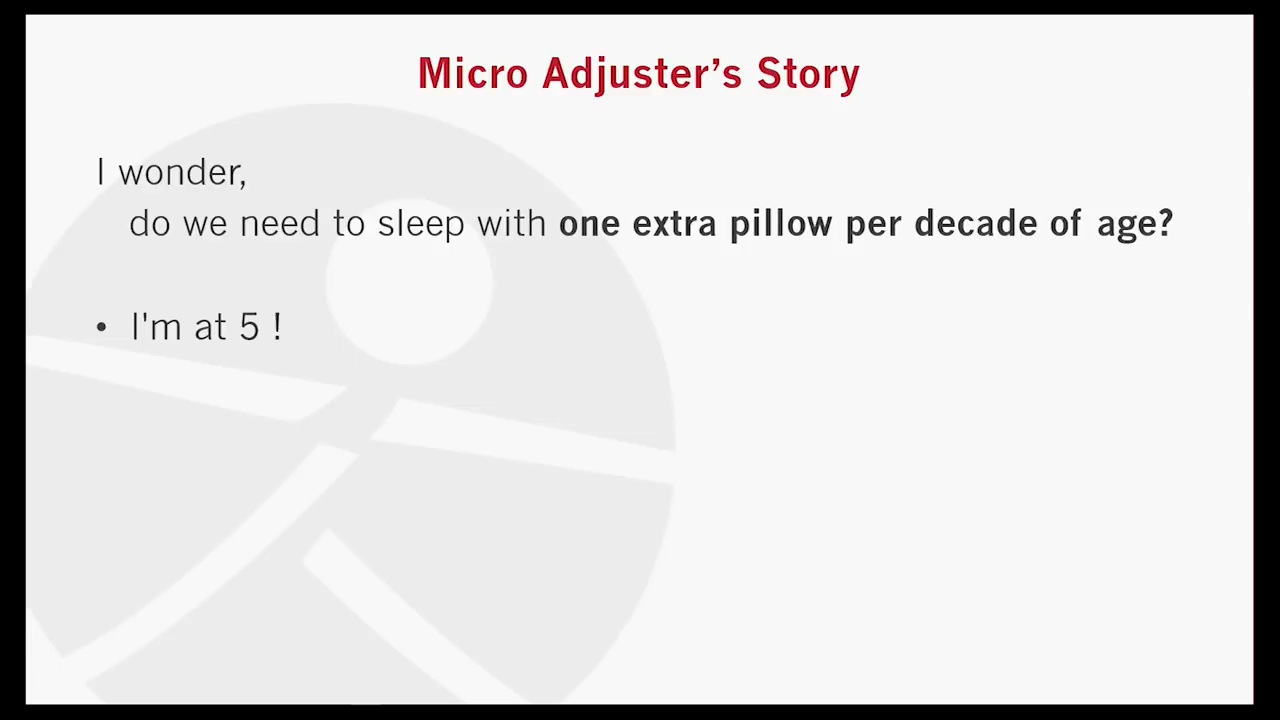 Micro Adjuster’s Story
I wonder,
do we need to sleep with one extra pillow per decade of age?
• I'm at 5 !